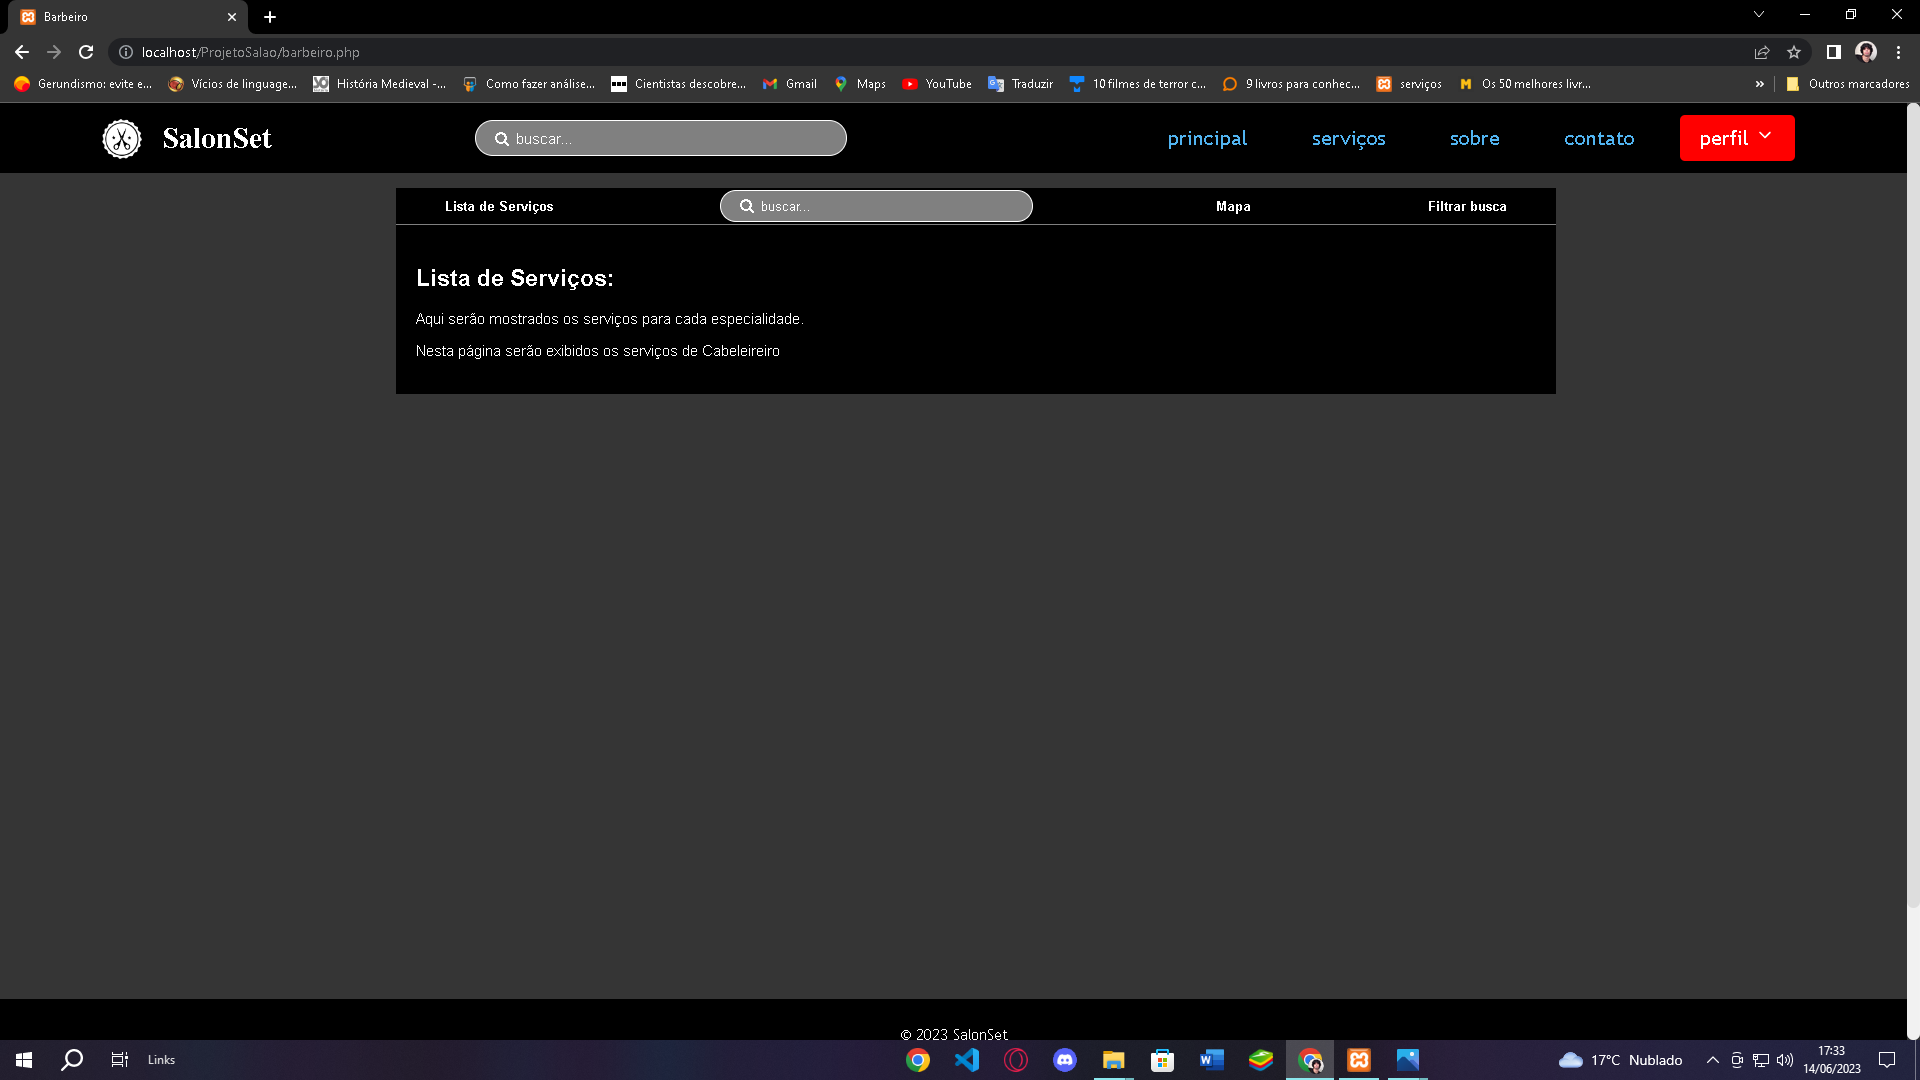 Barbeiro
localhost/ProjetoSalao/barbeiro.php
Gerundismo: evite e... Vícios de linguage... História Medieval -... Como fazer análise... Cientistas descobre... Gmail Maps YouTube Traduzir 10 filmes de terror c... 9 livros para conhec... serviços Os 50 melhores livr... » Outros marcadores
SalonSet buscar... principal serviços sobre contato perfil
Lista de Serviços buscar... Mapa Filtrar busca
Lista de Serviços:
Aqui serão mostrados os serviços para cada especialidade.
Nesta página serão exibidos os serviços de Cabeleireiro
© 2023 SalonSet
Links 17°C Nublado 17:33
14/06/2023